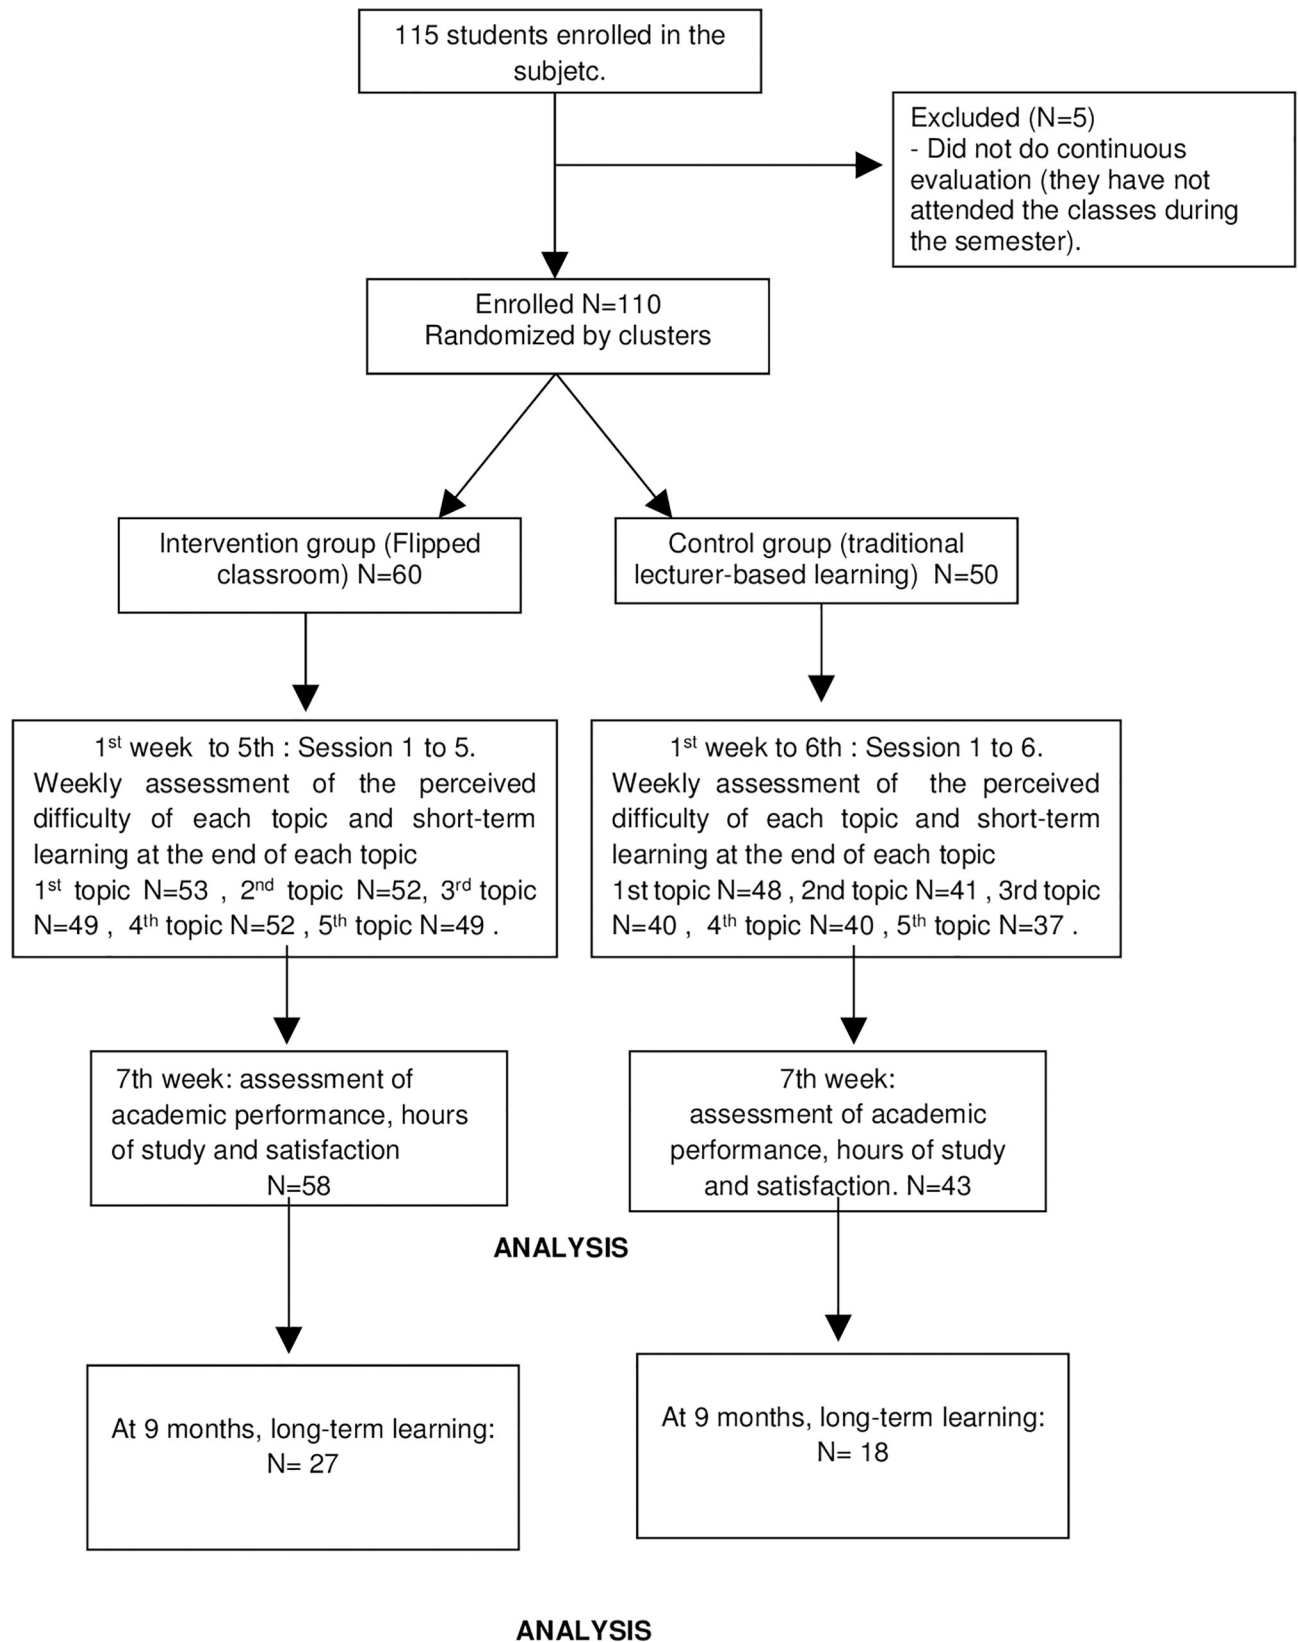 115 students enrolled in the
subjetc.
Excluded (N=5)
- Did not do continuous
evaluation (they have not
attended the classes during
the semester).
Enrolled N=110
Randomized by clusters
Intervention group (Flipped
classroom) N=60
Control group (traditional
lecturer-based learning)  N=50
1st week  to 5th : Session 1 to 5.
Weekly assessment of the perceived
difficulty of each topic and short-term
learning at the end of each topic
1st topic N=53 , 2nd topic N=52, 3rd topic
N=49 , 4th topic N=52 , 5th topic N=49 .
1st week to 6th : Session 1 to 6.
Weekly assessment of  the perceived
difficulty of each topic and short-term
learning at the end of each topic
1st topic N=48 , 2nd topic N=41 , 3rd topic
N=40 , 4th topic N=40 , 5th topic N=37 .
7th week: assessment of
academic performance, hours
of study and satisfaction
N=58
7th week:
assessment of academic
performance, hours of study
and satisfaction. N=43
ANALYSIS
At 9 months, long-term learning:
N= 27
At 9 months, long-term learning:
N= 18
ANALYSIS